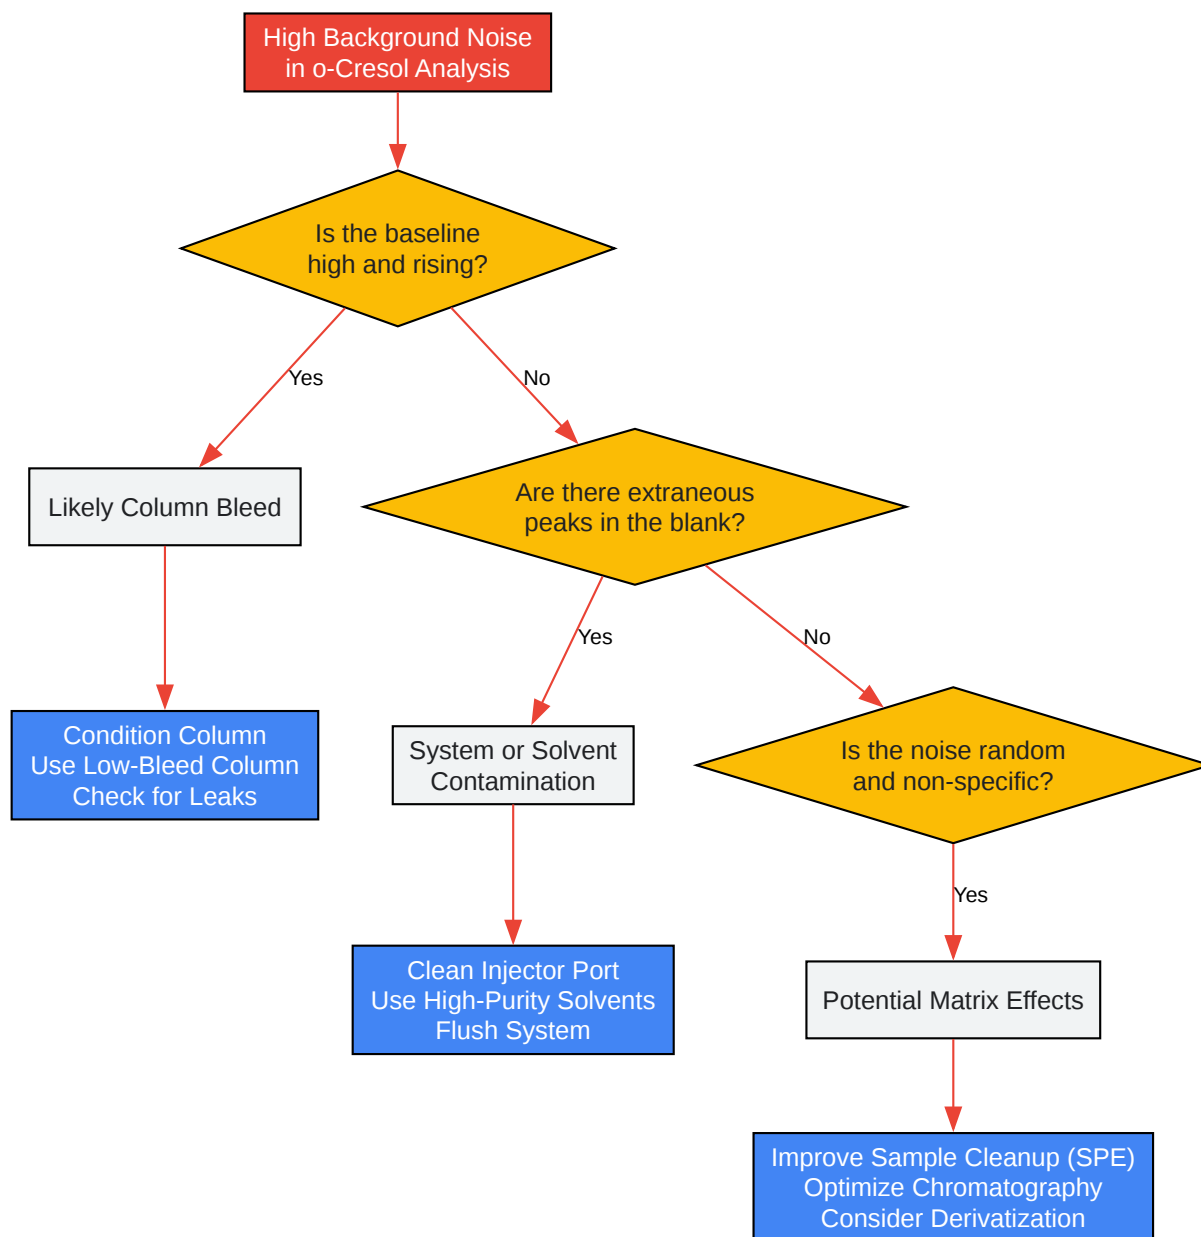 High Background Noise
in o-Cresol Analysis
Is the baseline
high and rising?
Yes
No
Likely Column Bleed
Are there extraneous
peaks in the blank?
Yes
No
Condition Column
Use Low-Bleed Column
Check for Leaks
System or Solvent
Contamination
Is the noise random
and non-specific?
Yes
Clean Injector Port
Use High-Purity Solvents
Flush System
Potential Matrix Effects
Improve Sample Cleanup (SPE)
Optimize Chromatography
Consider Derivatization